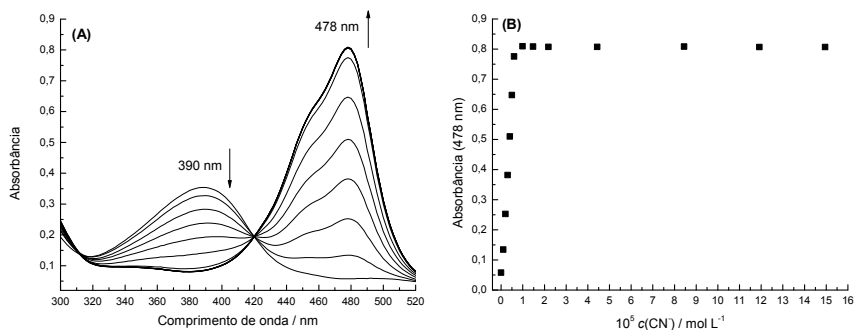 (A)
478 nm
390 nm
Absorbância
0,9
0,8
0,7
0,6
0,5
0,4
0,3
0,2
0,1
300 320 340 360 380 400 420 440 460 480 500 520
Comprimento de onda / nm
(B)
Absorbância (478 nm)
0,9
0,8
0,7
0,6
0,5
0,4
0,3
0,2
0,1
0,0
0 1 2 3 4 5 6 7 8 9 10 11 12 13 14 15 16
10⁵ c(CN⁻) / mol L⁻¹